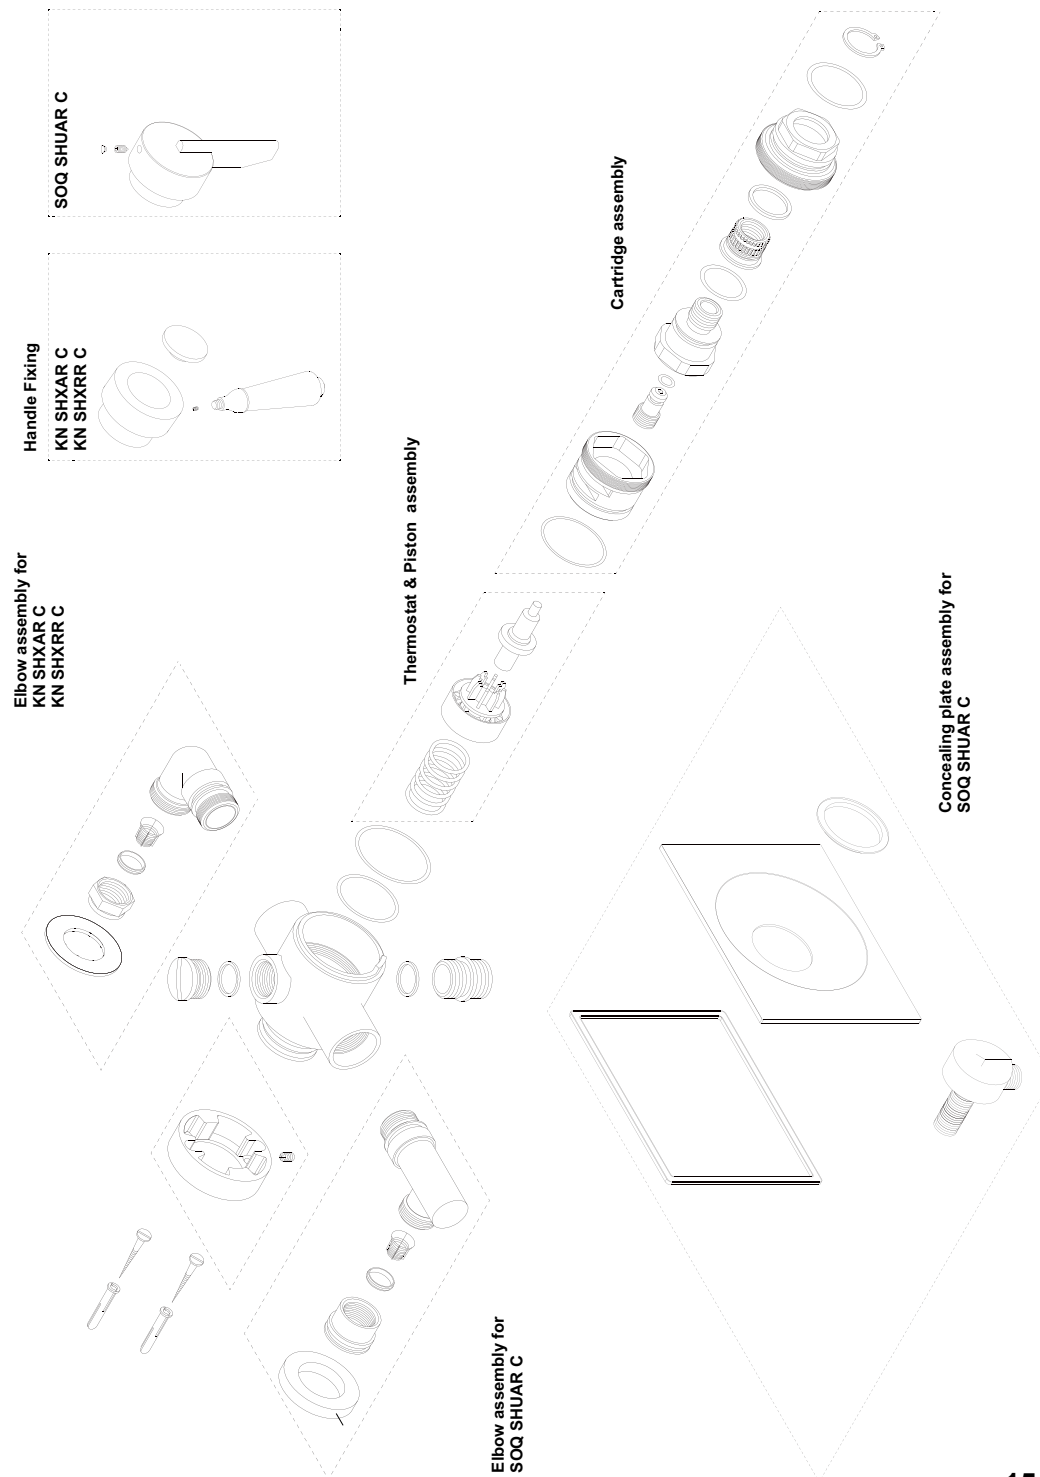 Elbow assembly for
KN SHXAR C
KN SHXRR C
Handle Fixing
KN SHXAR C
KN SHXRR C
SOQ SHUAR C
Thermostat & Piston assembly
Cartridge assembly
Elbow assembly for
SOQ SHUAR C
Concealing plate assembly for
SOQ SHUAR C